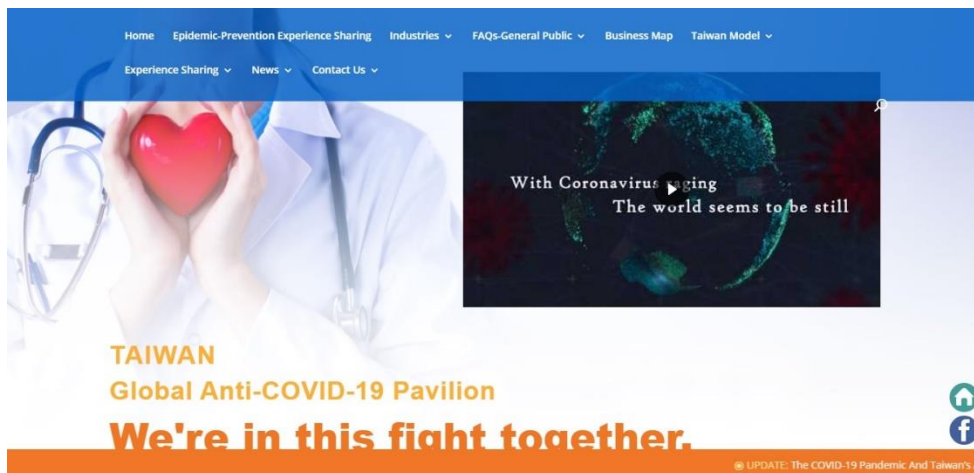 Home Epidemic-Prevention Experience Sharing Industries FAQs-General Public Business Map Taiwan Model
Experience Sharing News Contact Us
With Coronavirus raging
The world seems to be still
TAIWAN
Global Anti-COVID-19 Pavilion
We're in this fight together.
UPDATE: The COVID-19 Pandemic And Taiwan's